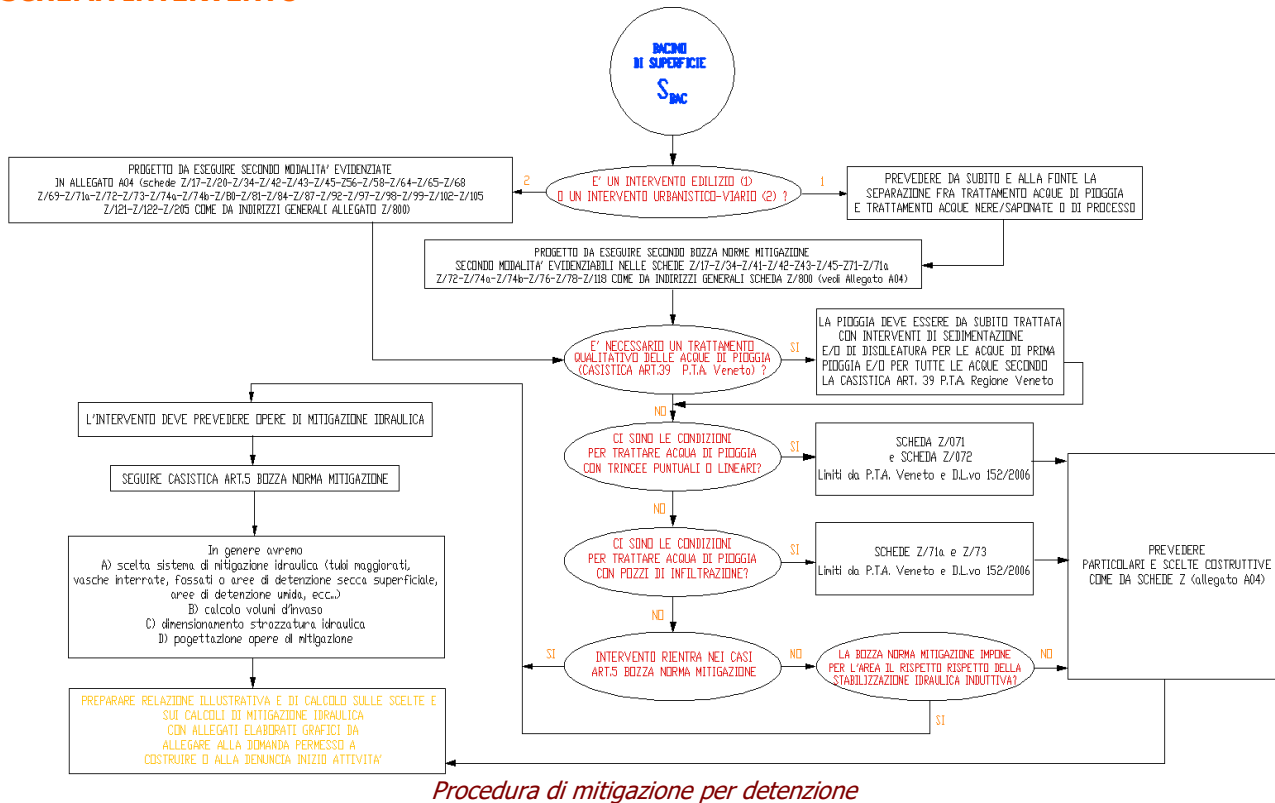 BACINO
DI SUPERFICIE
S BAC
PROGETTO DA ESEGUIRE SECONDO MODALITA' EVIDENZIATE
IN ALLEGATO A04 (schede Z/17-Z/20-Z/34-Z/42-Z/43-Z/45-Z56-Z/58-Z/64-Z/65-Z/68
Z/69-Z/71a-Z/72-Z/73-Z/74a-Z/74b-Z/80-Z/81-Z/84-Z/87-Z/92-Z/97-Z/98-Z/99-Z/102-Z/105
Z/121-Z/122-Z/205 COME DA INDIRIZZI GENERALI ALLEGATO Z/800)
2
E' UN INTERVENTO EDILIZIO (1)
O UN INTERVENTO URBANISTICO-VIARIO (2) ?
1
PREVEDERE DA SUBITO E ALLA FONTE LA
SEPARAZIONE FRA TRATTAMENTO ACQUE DI PIOGGIA
E TRATTAMENTO ACQUE NERE/SAPONATE O DI PROCESSO
PROGETTO DA ESEGUIRE SECONDO BOZZA NORME MITIGAZIONE
SECONDO MODALITA' EVIDENZIABILI NELLE SCHEDE Z/17-Z/34-Z/41-Z/42-Z43-Z/45-Z71-Z/71a
Z/72-Z/74a-Z/74b-Z/76-Z/78-Z/118 COME DA INDIRIZZI GENERALI SCHEDA Z/800 (vedi Allegato A04)
E' NECESSARIO UN TRATTAMENTO
QUALITATIVO DELLE ACQUE DI PIOGGIA
(CASISTICA ART.39 P.T.A. Veneto) ?
SI
LA PIOGGIA DEVE ESSERE DA SUBITO TRATTATA
CON INTERVENTI DI SEDIMENTAZIONE
E/O DI DISOLEATURA PER LE ACQUE DI PRIMA
PIOGGIA E/O PER TUTTE LE ACQUE SECONDO
LA CASISTICA ART. 39 P.T.A. Regione Veneto
NO
L'INTERVENTO DEVE PREVEDERE OPERE DI MITIGAZIONE IDRAULICA
CI SONO LE CONDIZIONI
PER TRATTARE ACQUA DI PIOGGIA
CON TRINCEE PUNTUALI O LINEARI?
SI
SCHEDA Z/071
e SCHEDA Z/072
Limiti da P.T.A. Veneto e D.L.vo 152/2006
SEGUIRE CASISTICA ART.5 BOZZA NORMA MITIGAZIONE
NO
In genere avremo
A) scelta sistema di mitigazione idraulica (tubi maggiorati,
vasche interrate, fossati o aree di detenzione secca superficiale,
aree di detenzione umida, ecc...)
B) calcolo volumi d'invaso
C) dimensionamento strozzatura idraulica
D) pogettazione opere di mitigazione
CI SONO LE CONDIZIONI
PER TRATTARE ACQUA DI PIOGGIA
CON POZZI DI INFILTRAZIONE?
SI
SCHEDE Z/71a e Z/73
Limiti da P.T.A. Veneto e D.L.vo 152/2006
PREVEDERE
PARTICOLARI E SCELTE COSTRUTTIVE
COME DA SCHEDE Z (allegato A04)
NO
SI
INTERVENTO RIENTRA NEI CASI
ART.5 BOZZA NORMA MITIGAZIONE
NO
LA BOZZA NORMA MITIGAZIONE IMPONE
PER L'AREA IL RISPETTO RISPETTO DELLA
STABILIZZAZIONE IDRAULICA INDUTTIVA?
NO
SI
PREPARARE RELAZIONE ILLUSTRATIVA E DI CALCOLO SULLE SCELTE E
SUI CALCOLI DI MITIGAZIONE IDRAULICA
CON ALLEGATI ELABORATI GRAFICI DA
ALLEGARE ALLA DOMANDA PERMESSO A
COSTRUIRE O ALLA DENUNCIA INIZIO ATTIVITA'
Procedura di mitigazione per detenzione